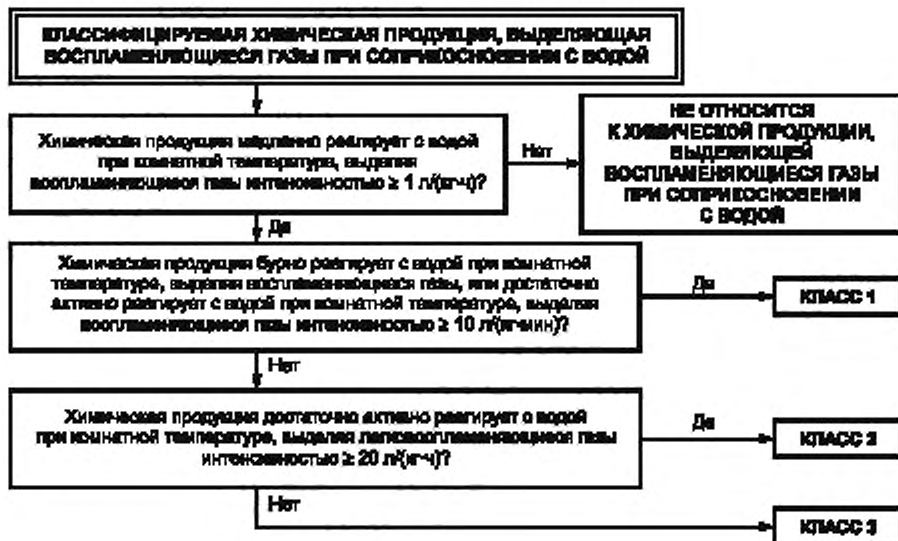 КЛАССИФИЦИРУЕМАЯ ХИМИЧЕСКАЯ ПРОДУКЦИЯ, ВЫДЕЛЯЮЩАЯ
ВОСПЛАМЕНЯЮЩИЕСЯ ГАЗЫ ПРИ СОПРИКОСНОВЕНИИ С ВОДОЙ
Химическая продукция медленно реагирует с водой
при комнатной температуре, выделяя
воспламеняющиеся газы интенсивностью ≥ 1 л/(кг·ч)?
Нет
НЕ ОТНОСИТСЯ
К ХИМИЧЕСКОЙ ПРОДУКЦИИ,
ВЫДЕЛЯЮЩЕЙ
ВОСПЛАМЕНЯЮЩИЕСЯ ГАЗЫ
ПРИ СОПРИКОСНОВЕНИИ
С ВОДОЙ
Да
Химическая продукция бурно реагирует с водой при комнатной
температуре, выделяя воспламеняющиеся газы, или достаточно
активно реагирует с водой при комнатной температуре, выделяя
воспламеняющиеся газы интенсивностью ≥ 10 л/(кг·мин)?
Да
КЛАСС 1
Нет
Химическая продукция достаточно активно реагирует с водой
при комнатной температуре, выделяя легковоспламеняющиеся газы
интенсивностью ≥ 20 л/(кг·ч)?
Да
КЛАСС 2
Нет
КЛАСС 3